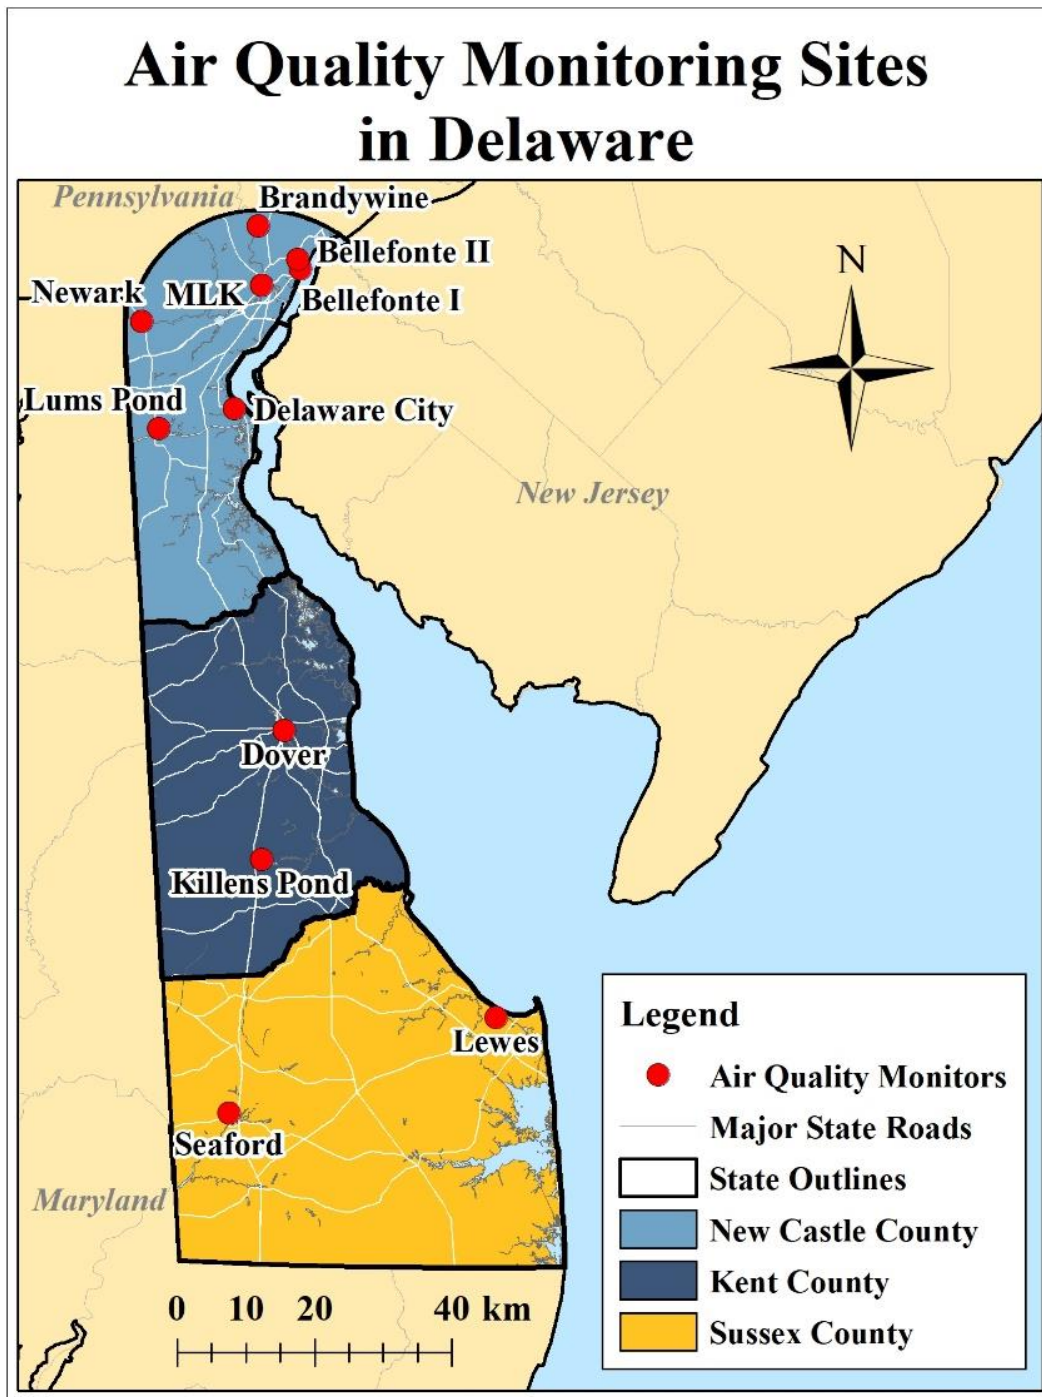 Air Quality Monitoring Sites
in Delaware
Pennsylvania
Brandywine
Bellefonte II
Newark
MLK
Bellefonte I
N
Lums Pond
Delaware City
New Jersey
Dover
Killens Pond
Lewes
Seaford
Maryland
0 10 20 40 km
Legend
Air Quality Monitors
Major State Roads
State Outlines
New Castle County
Kent County
Sussex County